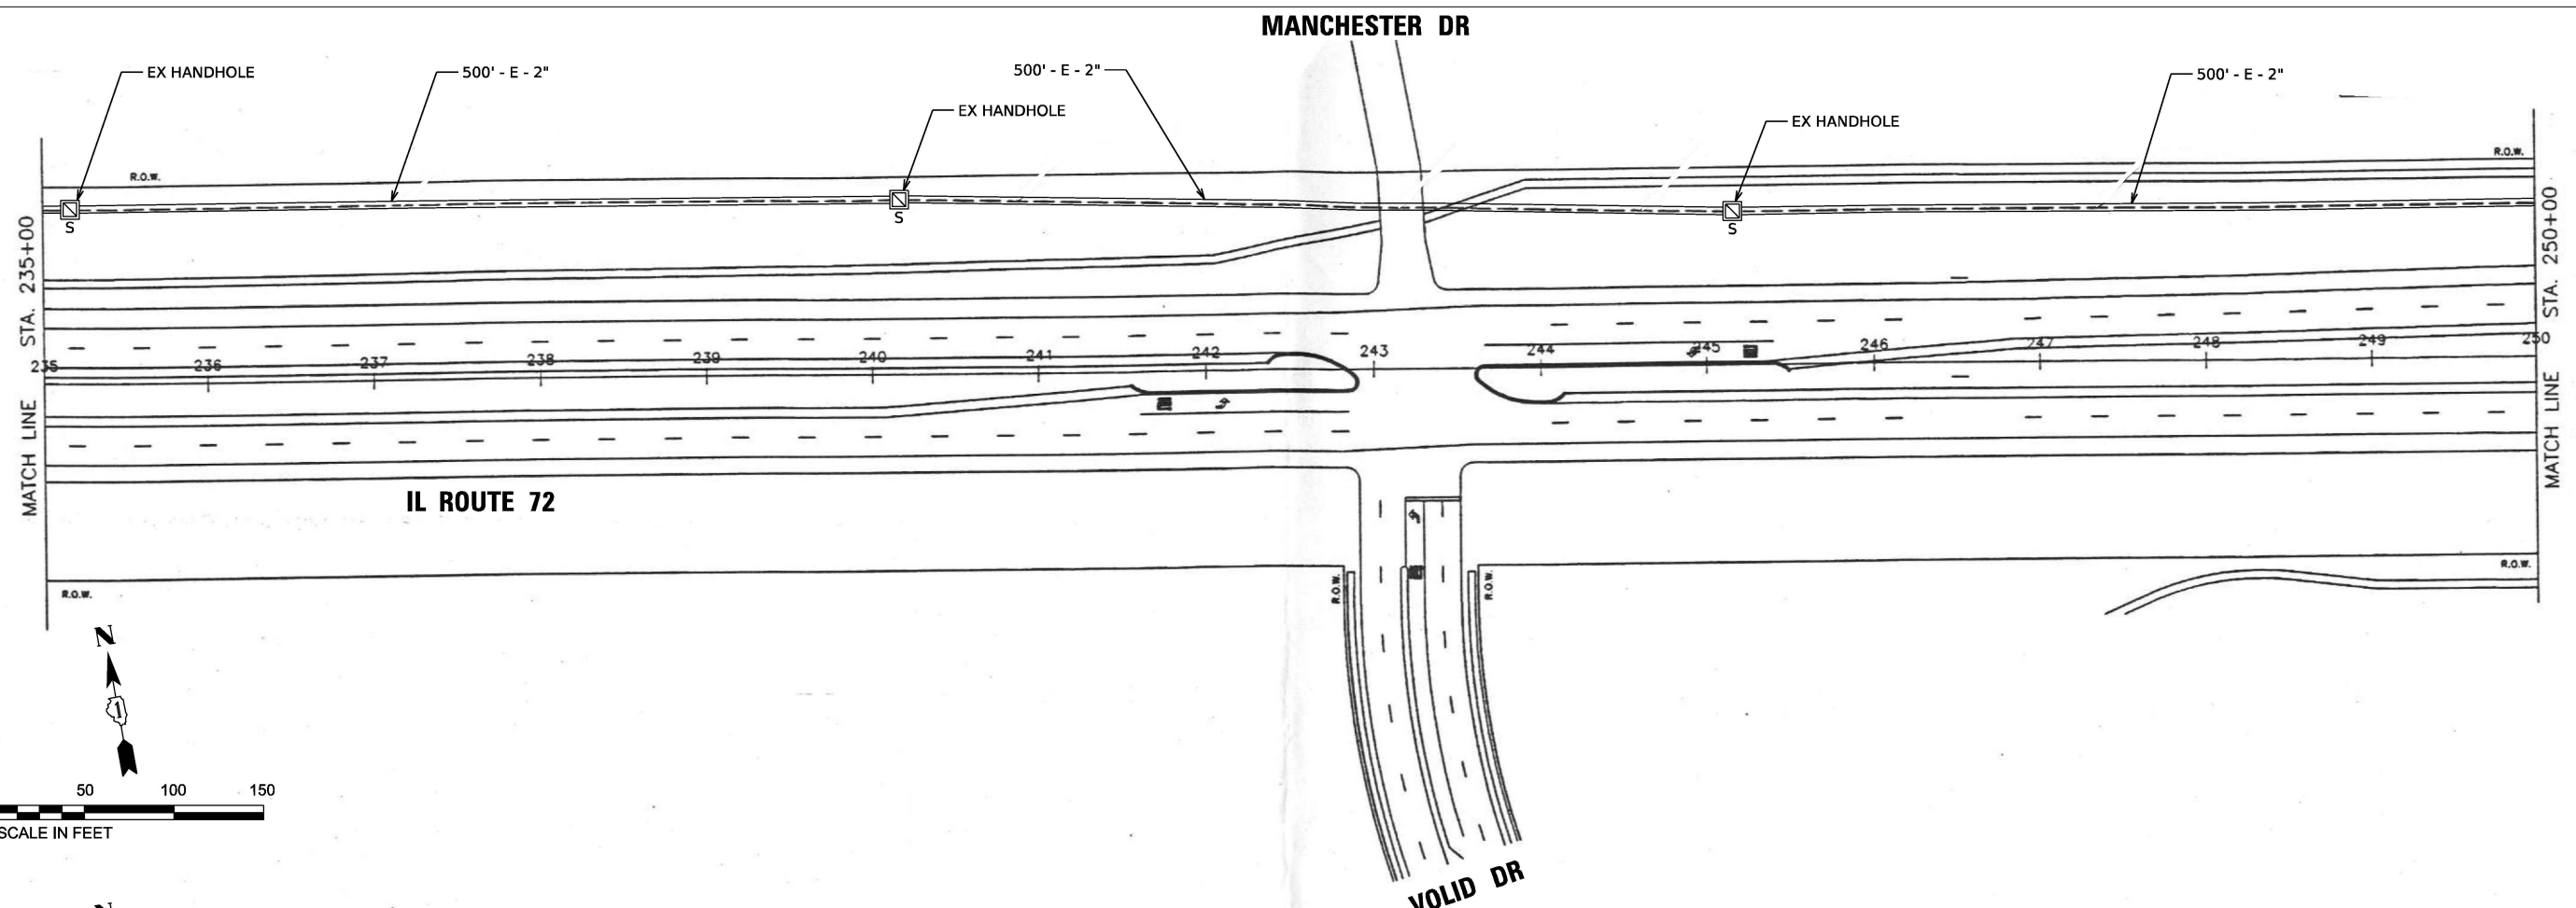 MANCHESTER DR
EX HANDHOLE
500' - E - 2"
500' - E - 2"
EX HANDHOLE
EX HANDHOLE
500' - E - 2"
R.O.W.
R.O.W.
S
S
S
MATCH LINE STA. 235+00
MATCH LINE STA. 250+00
235 236 237 238 239 240 241 242 243 244 245 246 247 248 249 250
IL ROUTE 72
R.O.W.
R.O.W.
R.O.W.
R.O.W.
N
1
50 100 150
SCALE IN FEET
VOLID DR
N